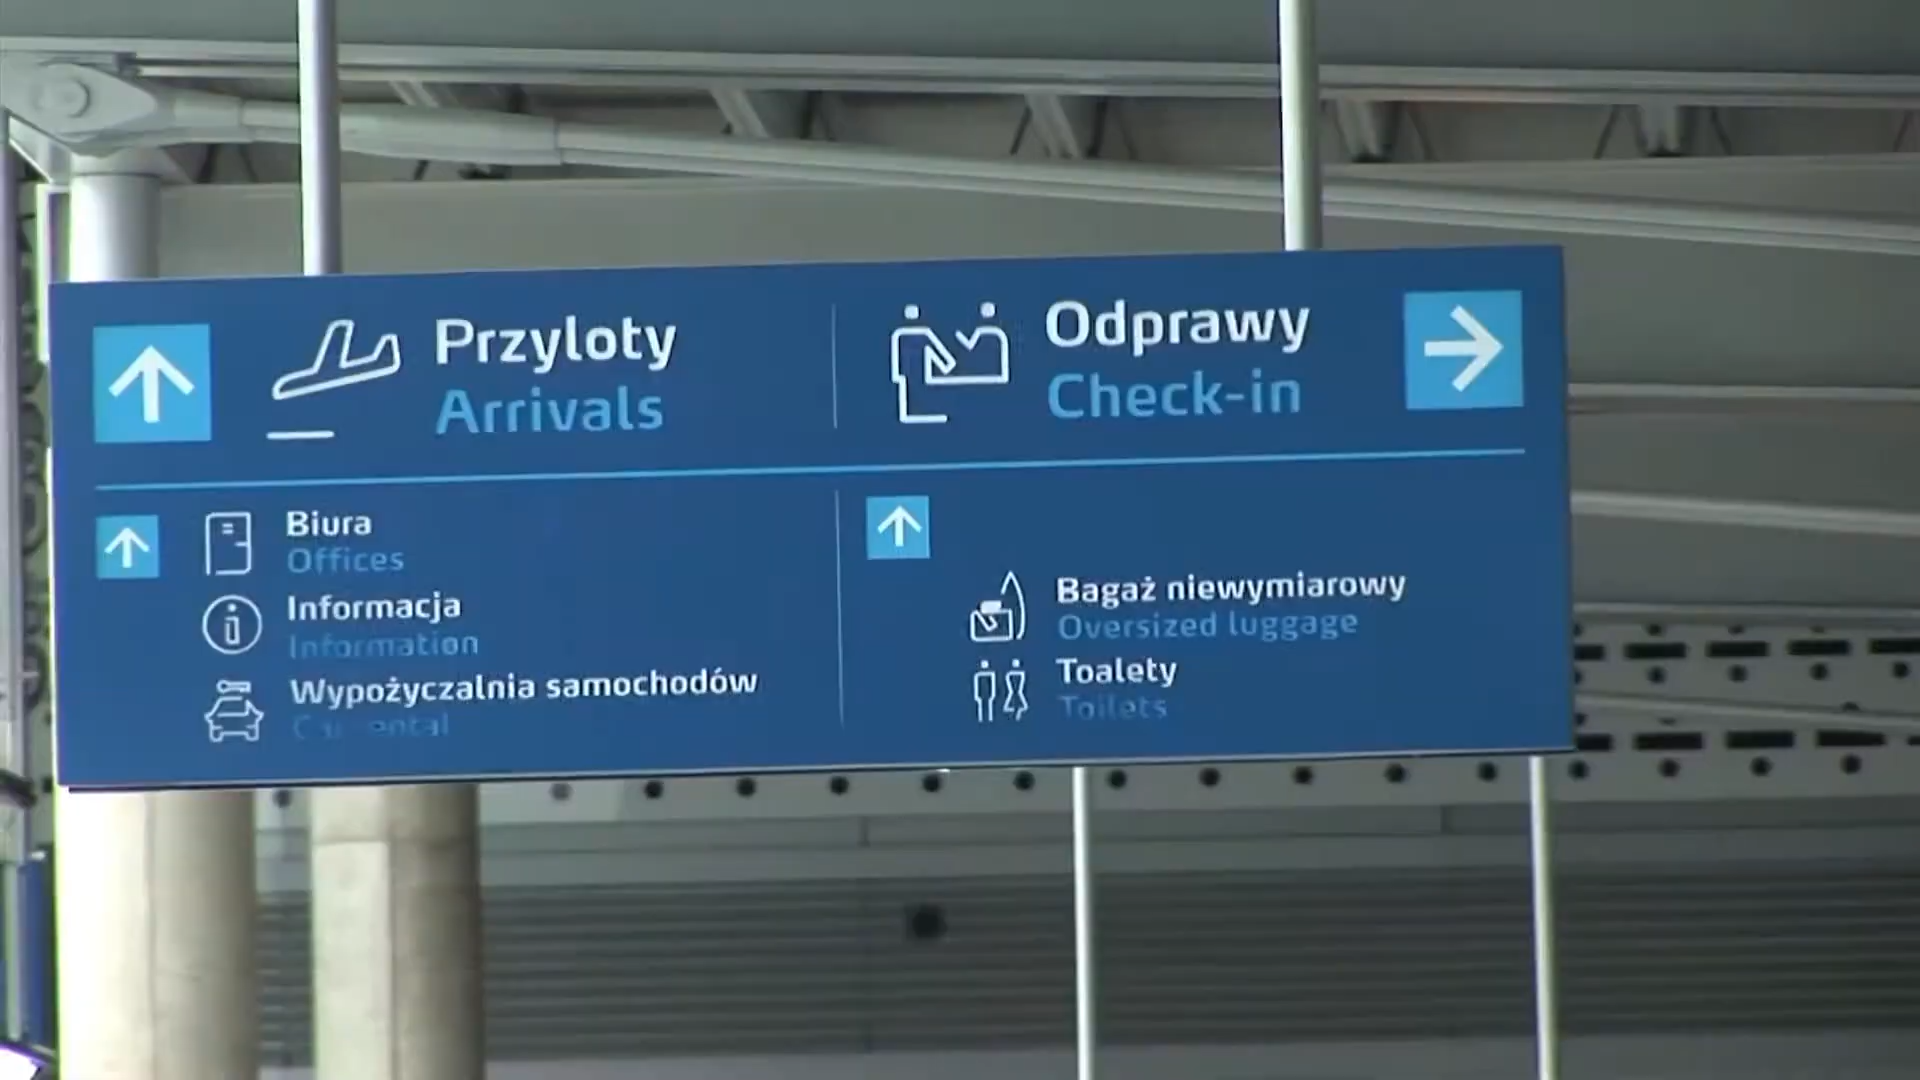 Przyloty
Arrivals
Odprawy
Check-in
Biura
Offices
Informacja
Information
Wypożyczalnia samochodów
Bagaż niewymiarowy
Oversized luggage
Toalety
Toilets